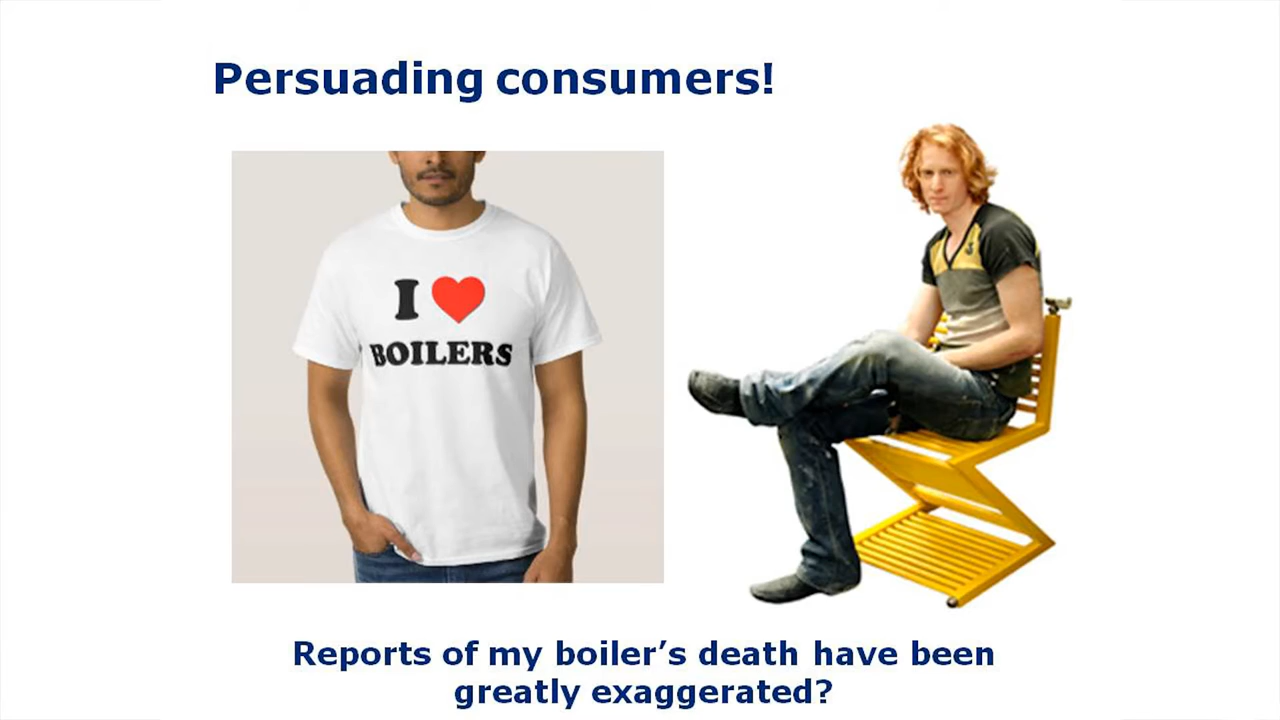 Persuading consumers!
I ❤
BOILERS
Reports of my boiler’s death have been
greatly exaggerated?